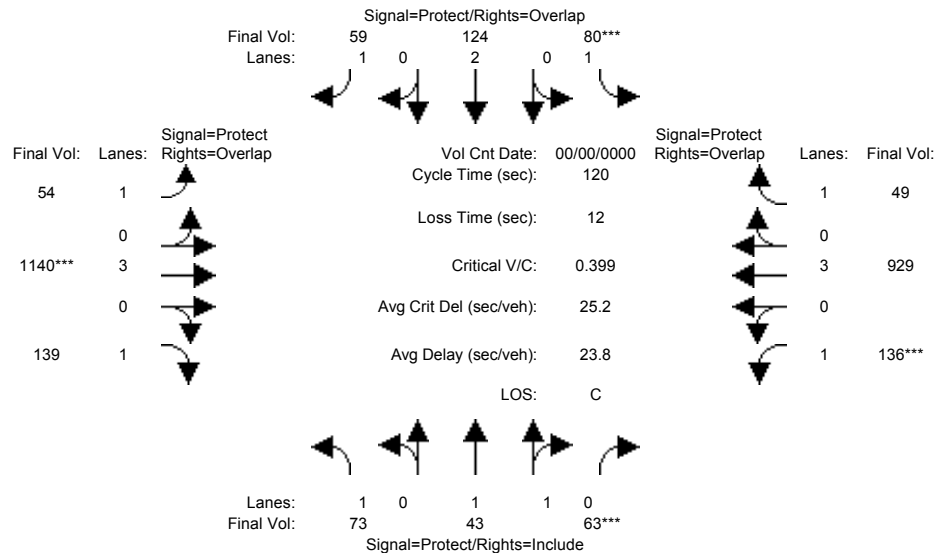 Signal=Protect/Rights=Overlap
Final Vol: 59 124 80***
Lanes: 1 0 2 0 1
Signal=Protect Signal=Protect
Final Vol: Lanes: Rights=Overlap Vol Cnt Date: 00/00/0000 Rights=Overlap Lanes: Final Vol:
Cycle Time (sec): 120
54 1 1 49
Loss Time (sec): 12
0 0
1140*** 3 Critical V/C: 0.399 3 929
0 Avg Crit Del (sec/veh): 25.2 0
139 1 Avg Delay (sec/veh): 23.8 1 136***
LOS: C
Lanes: 1 0 1 1 0
Final Vol: 73 43 63***
Signal=Protect/Rights=Include